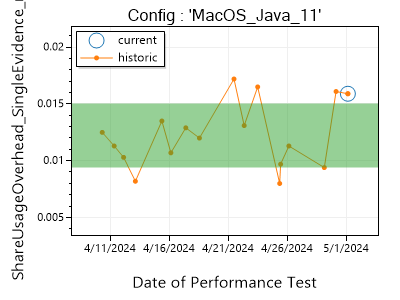 Config : 'MacOS_Java_11'
ShareUsageOverhead_SingleEvidence_
current
historic
0.02
0.015
0.01
0.005
4/11/2024
4/16/2024
4/21/2024
4/26/2024
5/1/2024
Date of Performance Test